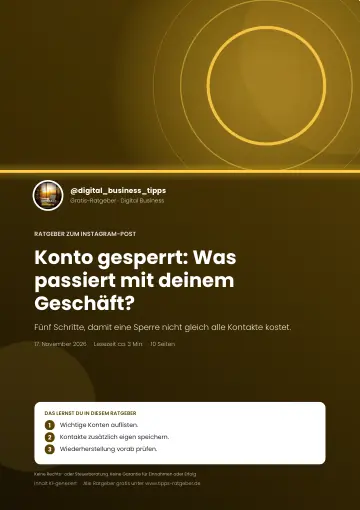 @digital_business_tipps
Gratis-Ratgeber · Digital Business
RATGEBER ZUM INSTAGRAM-POST
Konto gesperrt: Was
passiert mit deinem
Geschäft?
Fünf Schritte, damit eine Sperre nicht gleich alle Kontakte kostet.
17. November 2026 · Lesezeit ca. 3 Min. · 10 Seiten
DAS LERNST DU IN DIESEM RATGEBER
1 Wichtige Konten auflisten.
2 Kontakte zusätzlich eigen speichern.
3 Wiederherstellung vorab prüfen.
Keine Rechts- oder Steuerberatung. Keine Garantie für Einnahmen oder Erfolg.
Inhalt KI-generiert · Alle Ratgeber gratis unter www.tipps-ratgeber.de